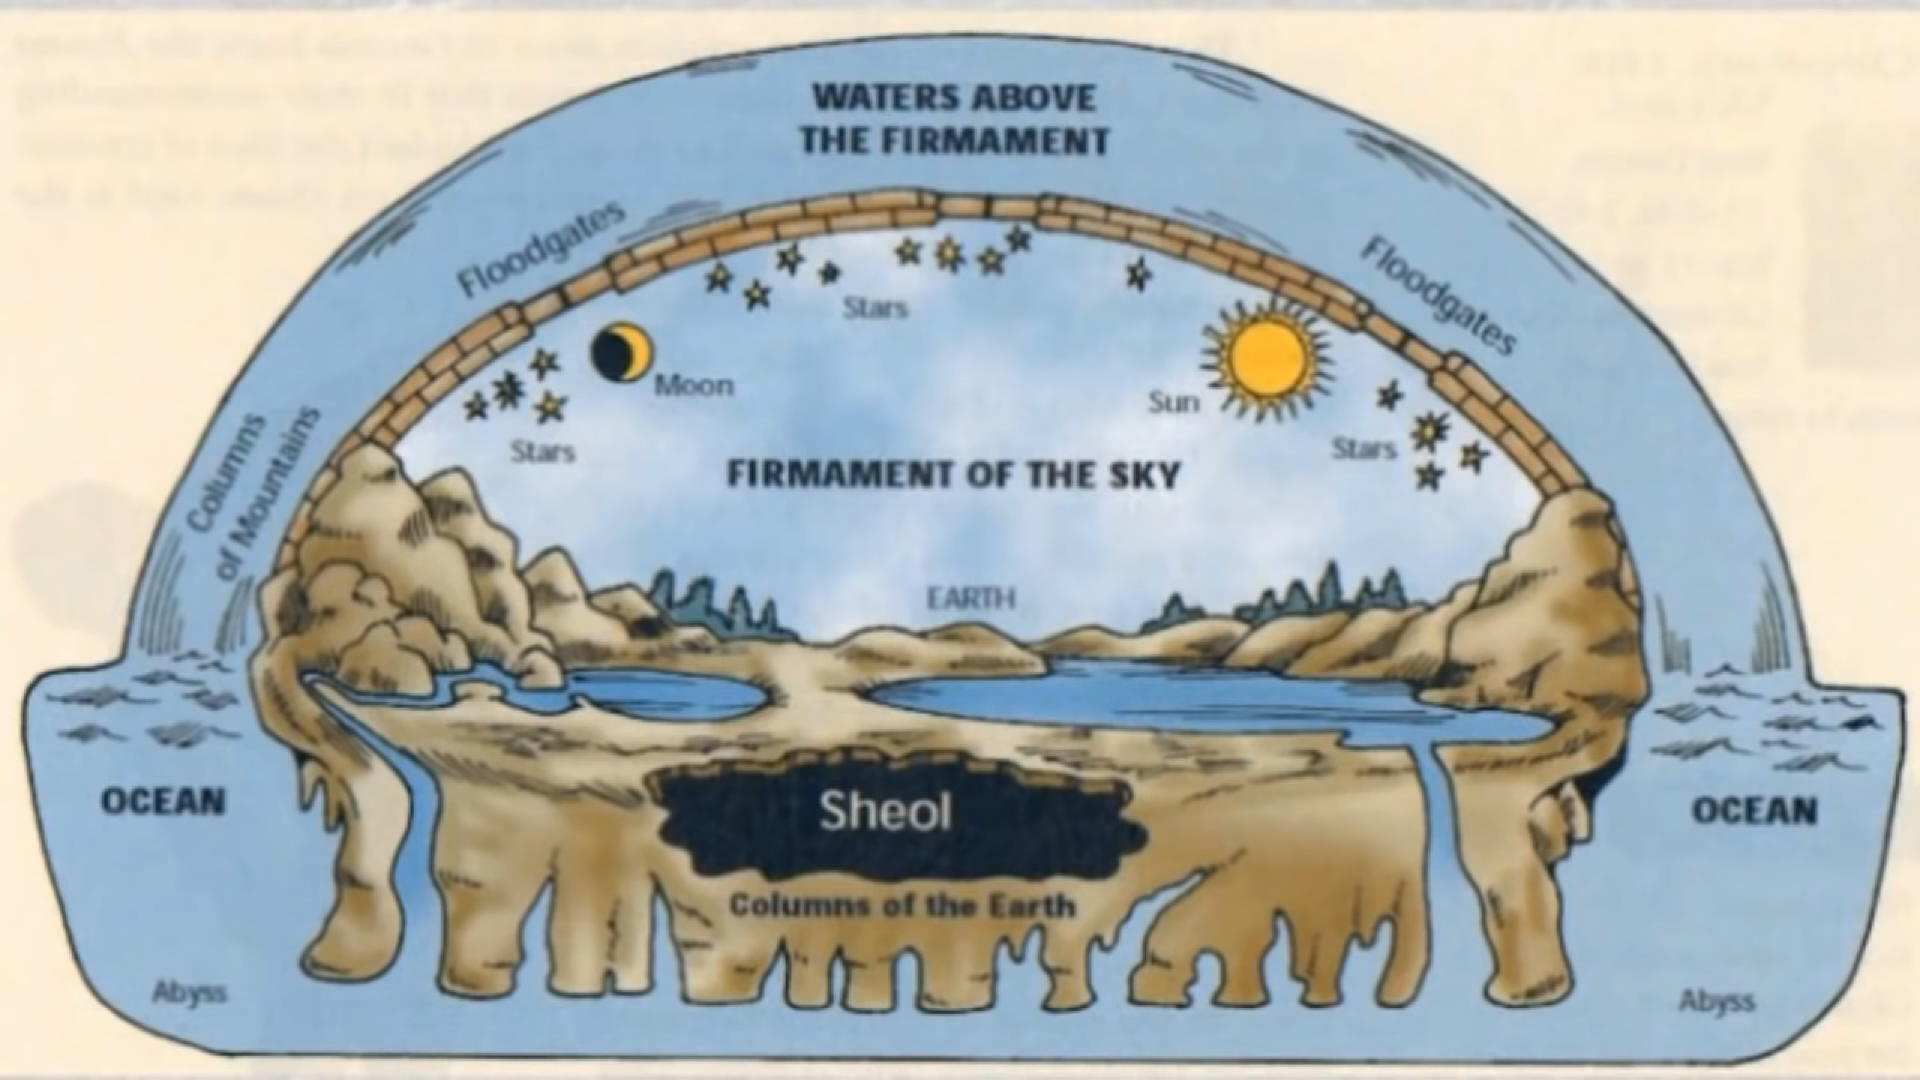 WATERS ABOVE
THE FIRMAMENT
Floodgates
Floodgates
Stars
Moon
Sun
Columns
of Mountains
Stars
Stars
FIRMAMENT OF THE SKY
EARTH
OCEAN
Sheol
OCEAN
Columns of the Earth
Abyss
Abyss